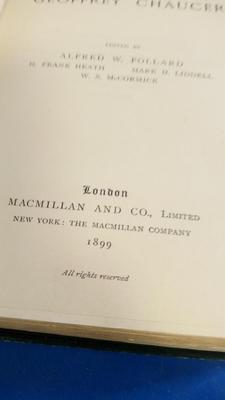 GEOFFREY CHAUCER
EDITED BY
ALFRED W. POLLARD
H. FRANK HEATH MARK H. LIDDELL
W. S. McCORMICK
London
MACMILLAN AND CO., LIMITED
NEW YORK: THE MACMILLAN COMPANY
1899
All rights reserved